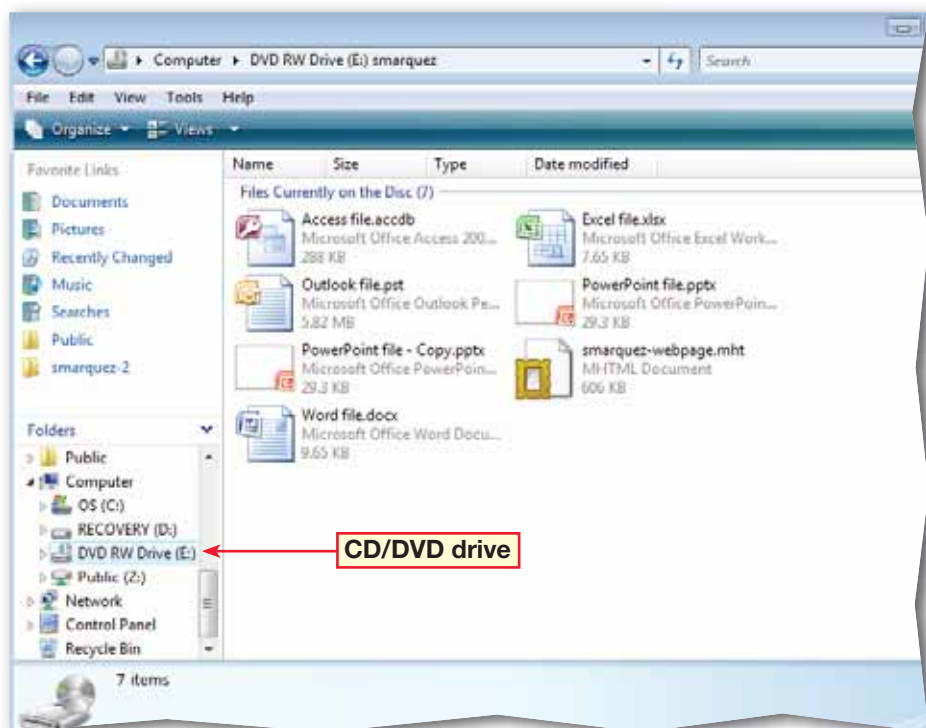 Computer ▸ DVD RW Drive (E:) smarquez
Search
File Edit View Tools Help
Organize Views
Favorite Links
Documents
Pictures
Recently Changed
Music
Searches
Public
smarquez-2
Folders
Public
Computer
OS (C:)
RECOVERY (D:)
DVD RW Drive (E:)
Public (Z:)
Network
Control Panel
Recycle Bin
Name Size Type Date modified
Files Currently on the Disc (7)
Access file.accdb
Microsoft Office Access 200...
288 KB
Excel file.xlsx
Microsoft Office Excel Work...
7.65 KB
Outlook file.pst
Microsoft Office Outlook Pe...
5.82 MB
PowerPoint file.pptx
Microsoft Office PowerPoin...
29.3 KB
PowerPoint file - Copy.pptx
Microsoft Office PowerPoin...
29.3 KB
smarquez-webpage.mht
MHTML Document
606 KB
Word file.docx
Microsoft Office Word Docu...
9.65 KB
CD/DVD drive
7 items